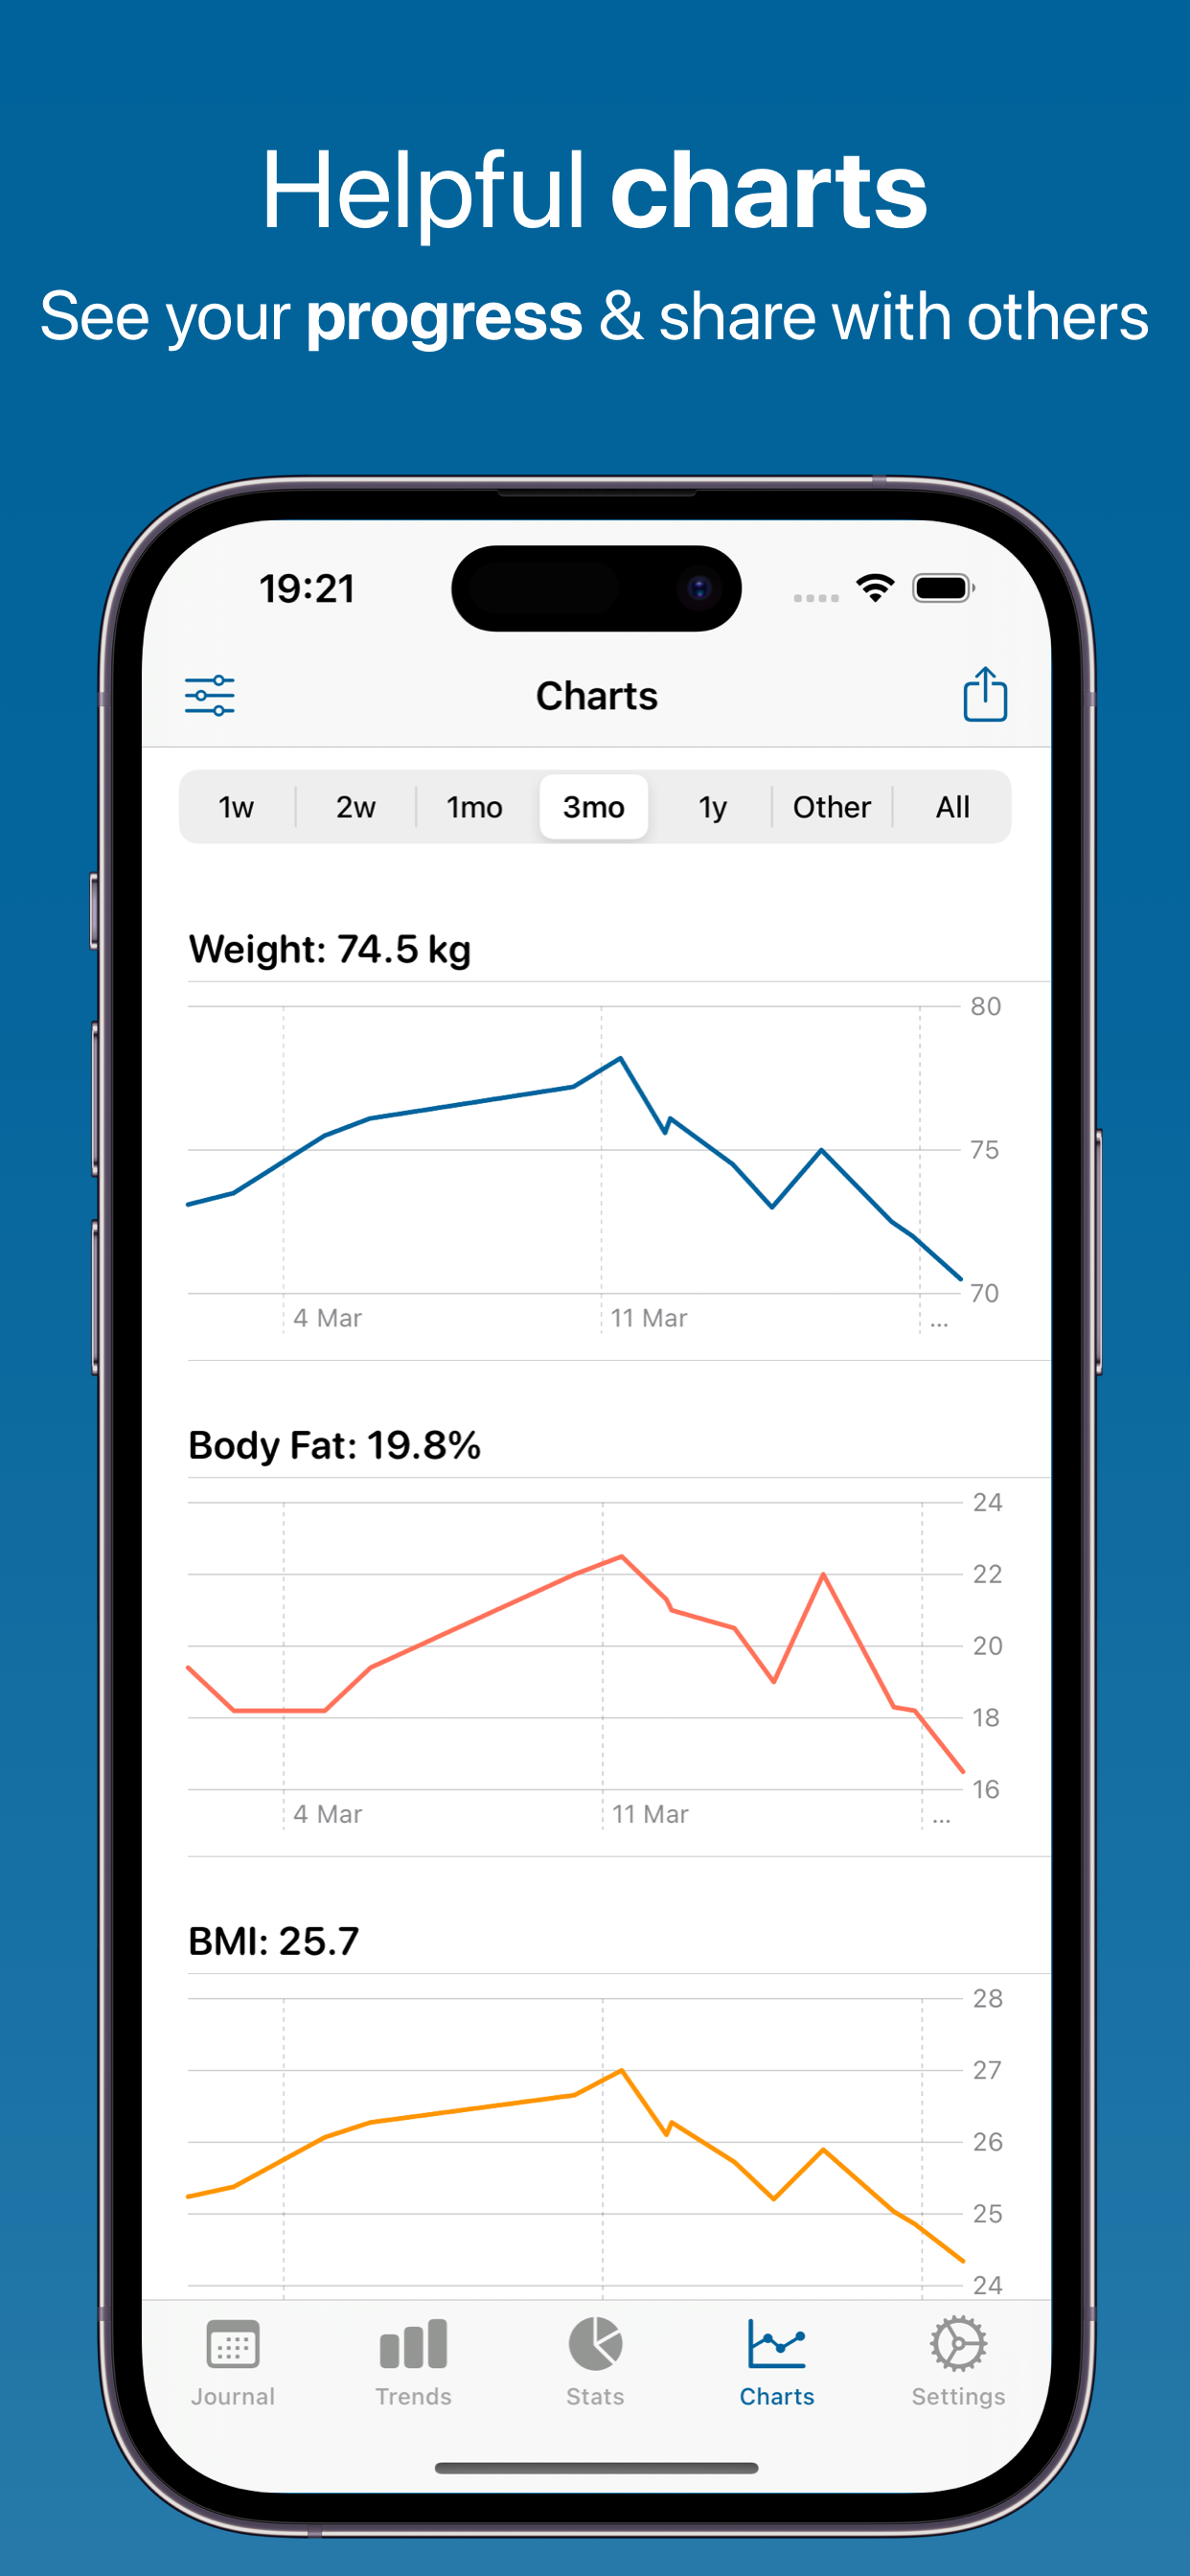 Helpful charts
See your progress & share with others
19:21
Charts
1w 2w 1mo 3mo 1y Other All
Weight: 74.5 kg
80
75
70
4 Mar 11 Mar ...
Body Fat: 19.8%
24
22
20
18
16
4 Mar 11 Mar ...
BMI: 25.7
28
27
26
25
24
Journal Trends Stats Charts Settings